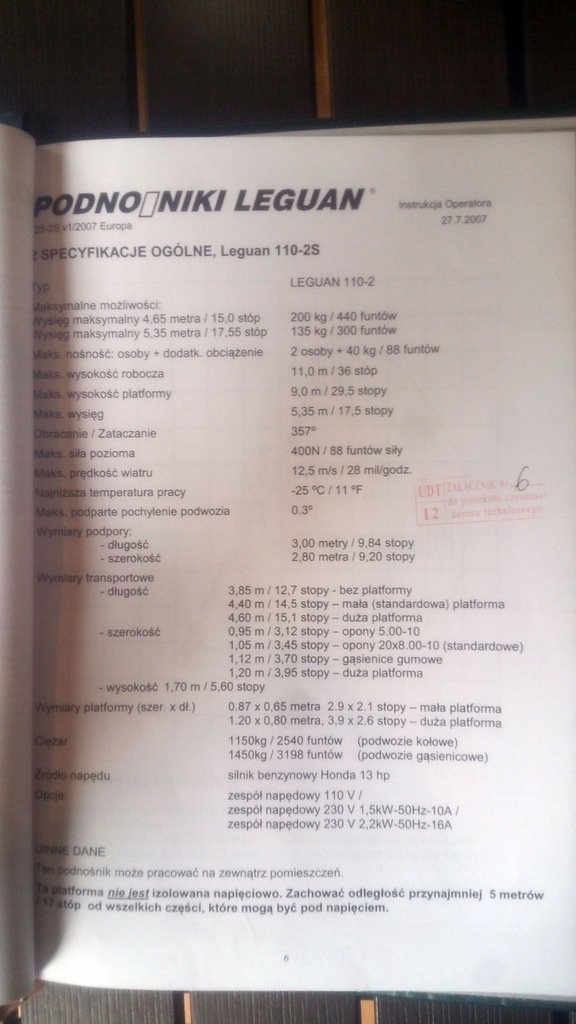 PODNO▯NIKI LEGUAN®
Instrukcja Operatora
v1/2007 Europa
27.7.2007
SPECYFIKACJE OGÓLNE, Leguan 110-2S
Typ LEGUAN 110-2
Maksymalne możliwości:
Wysięg maksymalny 4,65 metra / 15,0 stóp 200 kg / 440 funtów
Wysięg maksymalny 5,35 metra / 17,55 stóp 135 kg / 300 funtów
Maks. nośność: osoby + dodatk. obciążenie 2 osoby + 40 kg / 88 funtów
Maks. wysokość robocza 11,0 m / 36 stóp
Maks. wysokość platformy 9,0 m / 29,5 stopy
Maks. wysięg 5,35 m / 17,5 stopy
Obracanie / Zataczanie 357º
Maks. siła pozioma 400N / 88 funtów siły
Maks. prędkość wiatru 12,5 m/s / 28 mil/godz.
Najniższa temperatura pracy -25 ºC / 11 ºF
Maks. podparte pochylenie podwozia 0.3º
UDT 12 ZAŁĄCZNIK Nr 6
do protokołu czynności
dozoru technicznego.
Wymiary podpory:
- długość 3,00 metry / 9,84 stopy
- szerokość 2,80 metra / 9,20 stopy
Wymiary transportowe
- długość 3,85 m / 12,7 stopy - bez platformy
4,40 m / 14,5 stopy – mała (standardowa) platforma
4,60 m / 15,1 stopy – duża platforma
- szerokość 0,95 m / 3,12 stopy - opony 5.00-10
1,05 m / 3,45 stopy - opony 20x8.00-10 (standardowe)
1,12 m / 3,70 stopy – gąsienice gumowe
1,20 m / 3,95 stopy – duża platforma
- wysokość 1,70 m / 5,60 stopy
Wymiary platformy (szer. x dł.) 0.87 x 0,65 metra 2.9 x 2.1 stopy – mała platforma
1.20 x 0,80 metra, 3,9 x 2.6 stopy – duża platforma
Ciężar 1150kg / 2540 funtów (podwozie kołowe)
1450kg / 3198 funtów (podwozie gąsienicowe)
Źródło napędu silnik benzynowy Honda 13 hp
Opcje: zespół napędowy 110 V /
zespół napędowy 230 V 1,5kW-50Hz-10A /
zespół napędowy 230 V 2,2kW-50Hz-16A
INNE DANE
Ten podnośnik może pracować na zewnątrz pomieszczeń.
Ta platforma nie jest izolowana napięciowo. Zachować odległość przynajmniej 5 metrów
/ 17 stóp od wszelkich części, które mogą być pod napięciem.
6